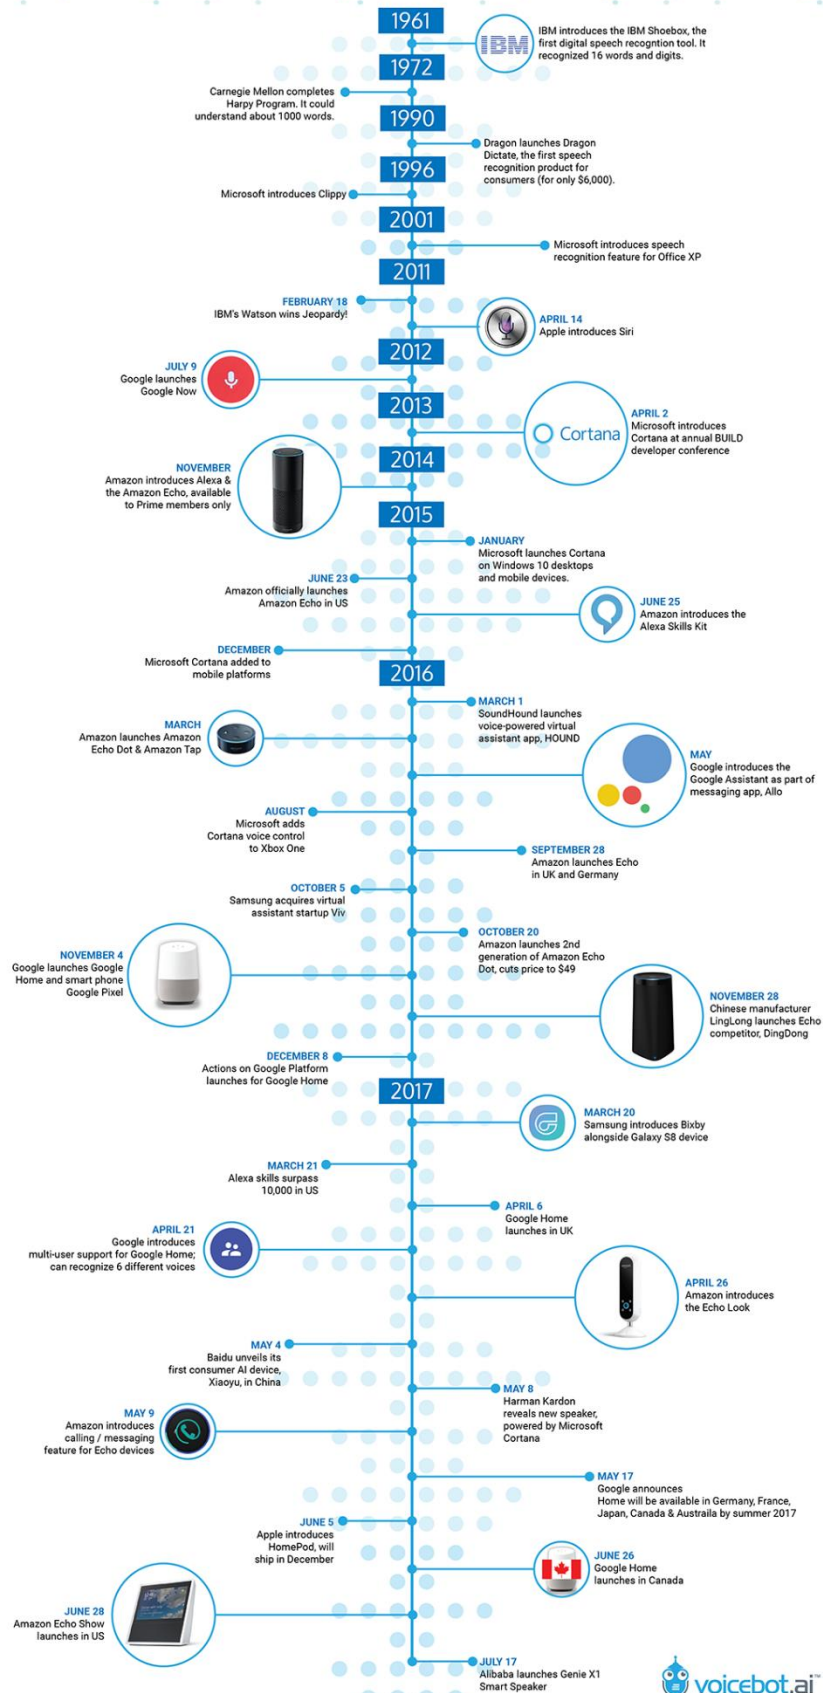 1961
IBM
IBM introduces the IBM Shoebox, the
first digital speech recogntion tool. It
recognized 16 words and digits.
1972
Carnegie Mellon completes
Harpy Program. It could
understand about 1000 words.
1990
Dragon launches Dragon
Dictate, the first speech
recognition product for
consumers (for only $6,000).
1996
Microsoft introduces Clippy
2001
Microsoft introduces speech
recognition feature for Office XP
2011
FEBRUARY 18
IBM's Watson wins Jeopardy!
APRIL 14
Apple introduces Siri
2012
JULY 9
Google launches
Google Now
2013
Cortana
APRIL 2
Microsoft introduces
Cortana at annual BUILD
developer conference
2014
NOVEMBER
Amazon introduces Alexa &
the Amazon Echo, available
to Prime members only
2015
JANUARY
Microsoft launches Cortana
on Windows 10 desktops
and mobile devices.
JUNE 23
Amazon officially launches
Amazon Echo in US
JUNE 25
Amazon introduces the
Alexa Skills Kit
DECEMBER
Microsoft Cortana added to
mobile platforms
2016
MARCH 1
SoundHound launches
voice-powered virtual
assistant app, HOUND
MARCH
Amazon launches Amazon
Echo Dot & Amazon Tap
MAY
Google introduces the
Google Assistant as part of
messaging app, Allo
AUGUST
Microsoft adds
Cortana voice control
to Xbox One
SEPTEMBER 28
Amazon launches Echo
in UK and Germany
OCTOBER 5
Samsung acquires virtual
assistant startup Viv
OCTOBER 20
Amazon launches 2nd
generation of Amazon Echo
Dot, cuts price to $49
NOVEMBER 4
Google launches Google
Home and smart phone
Google Pixel
NOVEMBER 28
Chinese manufacturer
LingLong launches Echo
competitor, DingDong
DECEMBER 8
Actions on Google Platform
launches for Google Home
2017
MARCH 20
Samsung introduces Bixby
alongside Galaxy S8 device
MARCH 21
Alexa skills surpass
10,000 in US
APRIL 6
Google Home
launches in UK
APRIL 21
Google introduces
multi-user support for Google Home;
can recognize 6 different voices
APRIL 26
Amazon introduces
the Echo Look
MAY 4
Baidu unveils its
first consumer AI device,
Xiaoyu, in China
MAY 8
Harman Kardon
reveals new speaker,
powered by Microsoft
Cortana
MAY 9
Amazon introduces
calling / messaging
feature for Echo devices
MAY 17
Google announces
Home will be available in Germany, France,
Japan, Canada & Austraila by summer 2017
JUNE 5
Apple introduces
HomePod, will
ship in December
JUNE 26
Google Home
launches in Canada
JUNE 28
Amazon Echo Show
launches in US
JULY 17
Alibaba launches Genie X1
Smart Speaker
voicebot.ai™